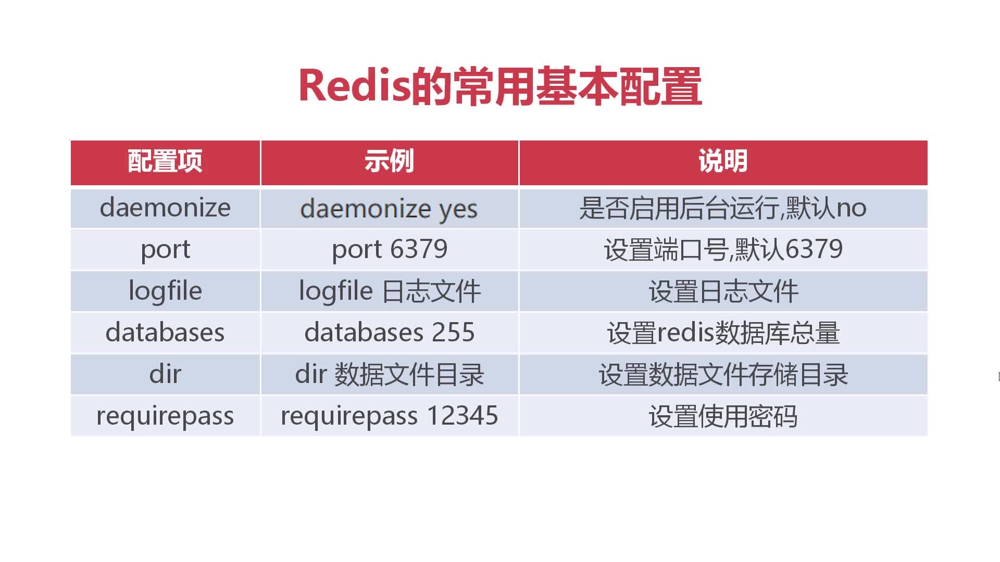 Redis的常用基本配置
配置项 示例 说明
daemonize daemonize yes 是否启用后台运行,默认no
port port 6379 设置端口号,默认6379
logfile logfile 日志文件 设置日志文件
databases databases 255 设置redis数据库总量
dir dir 数据文件目录 设置数据文件存储目录
requirepass requirepass 12345 设置使用密码